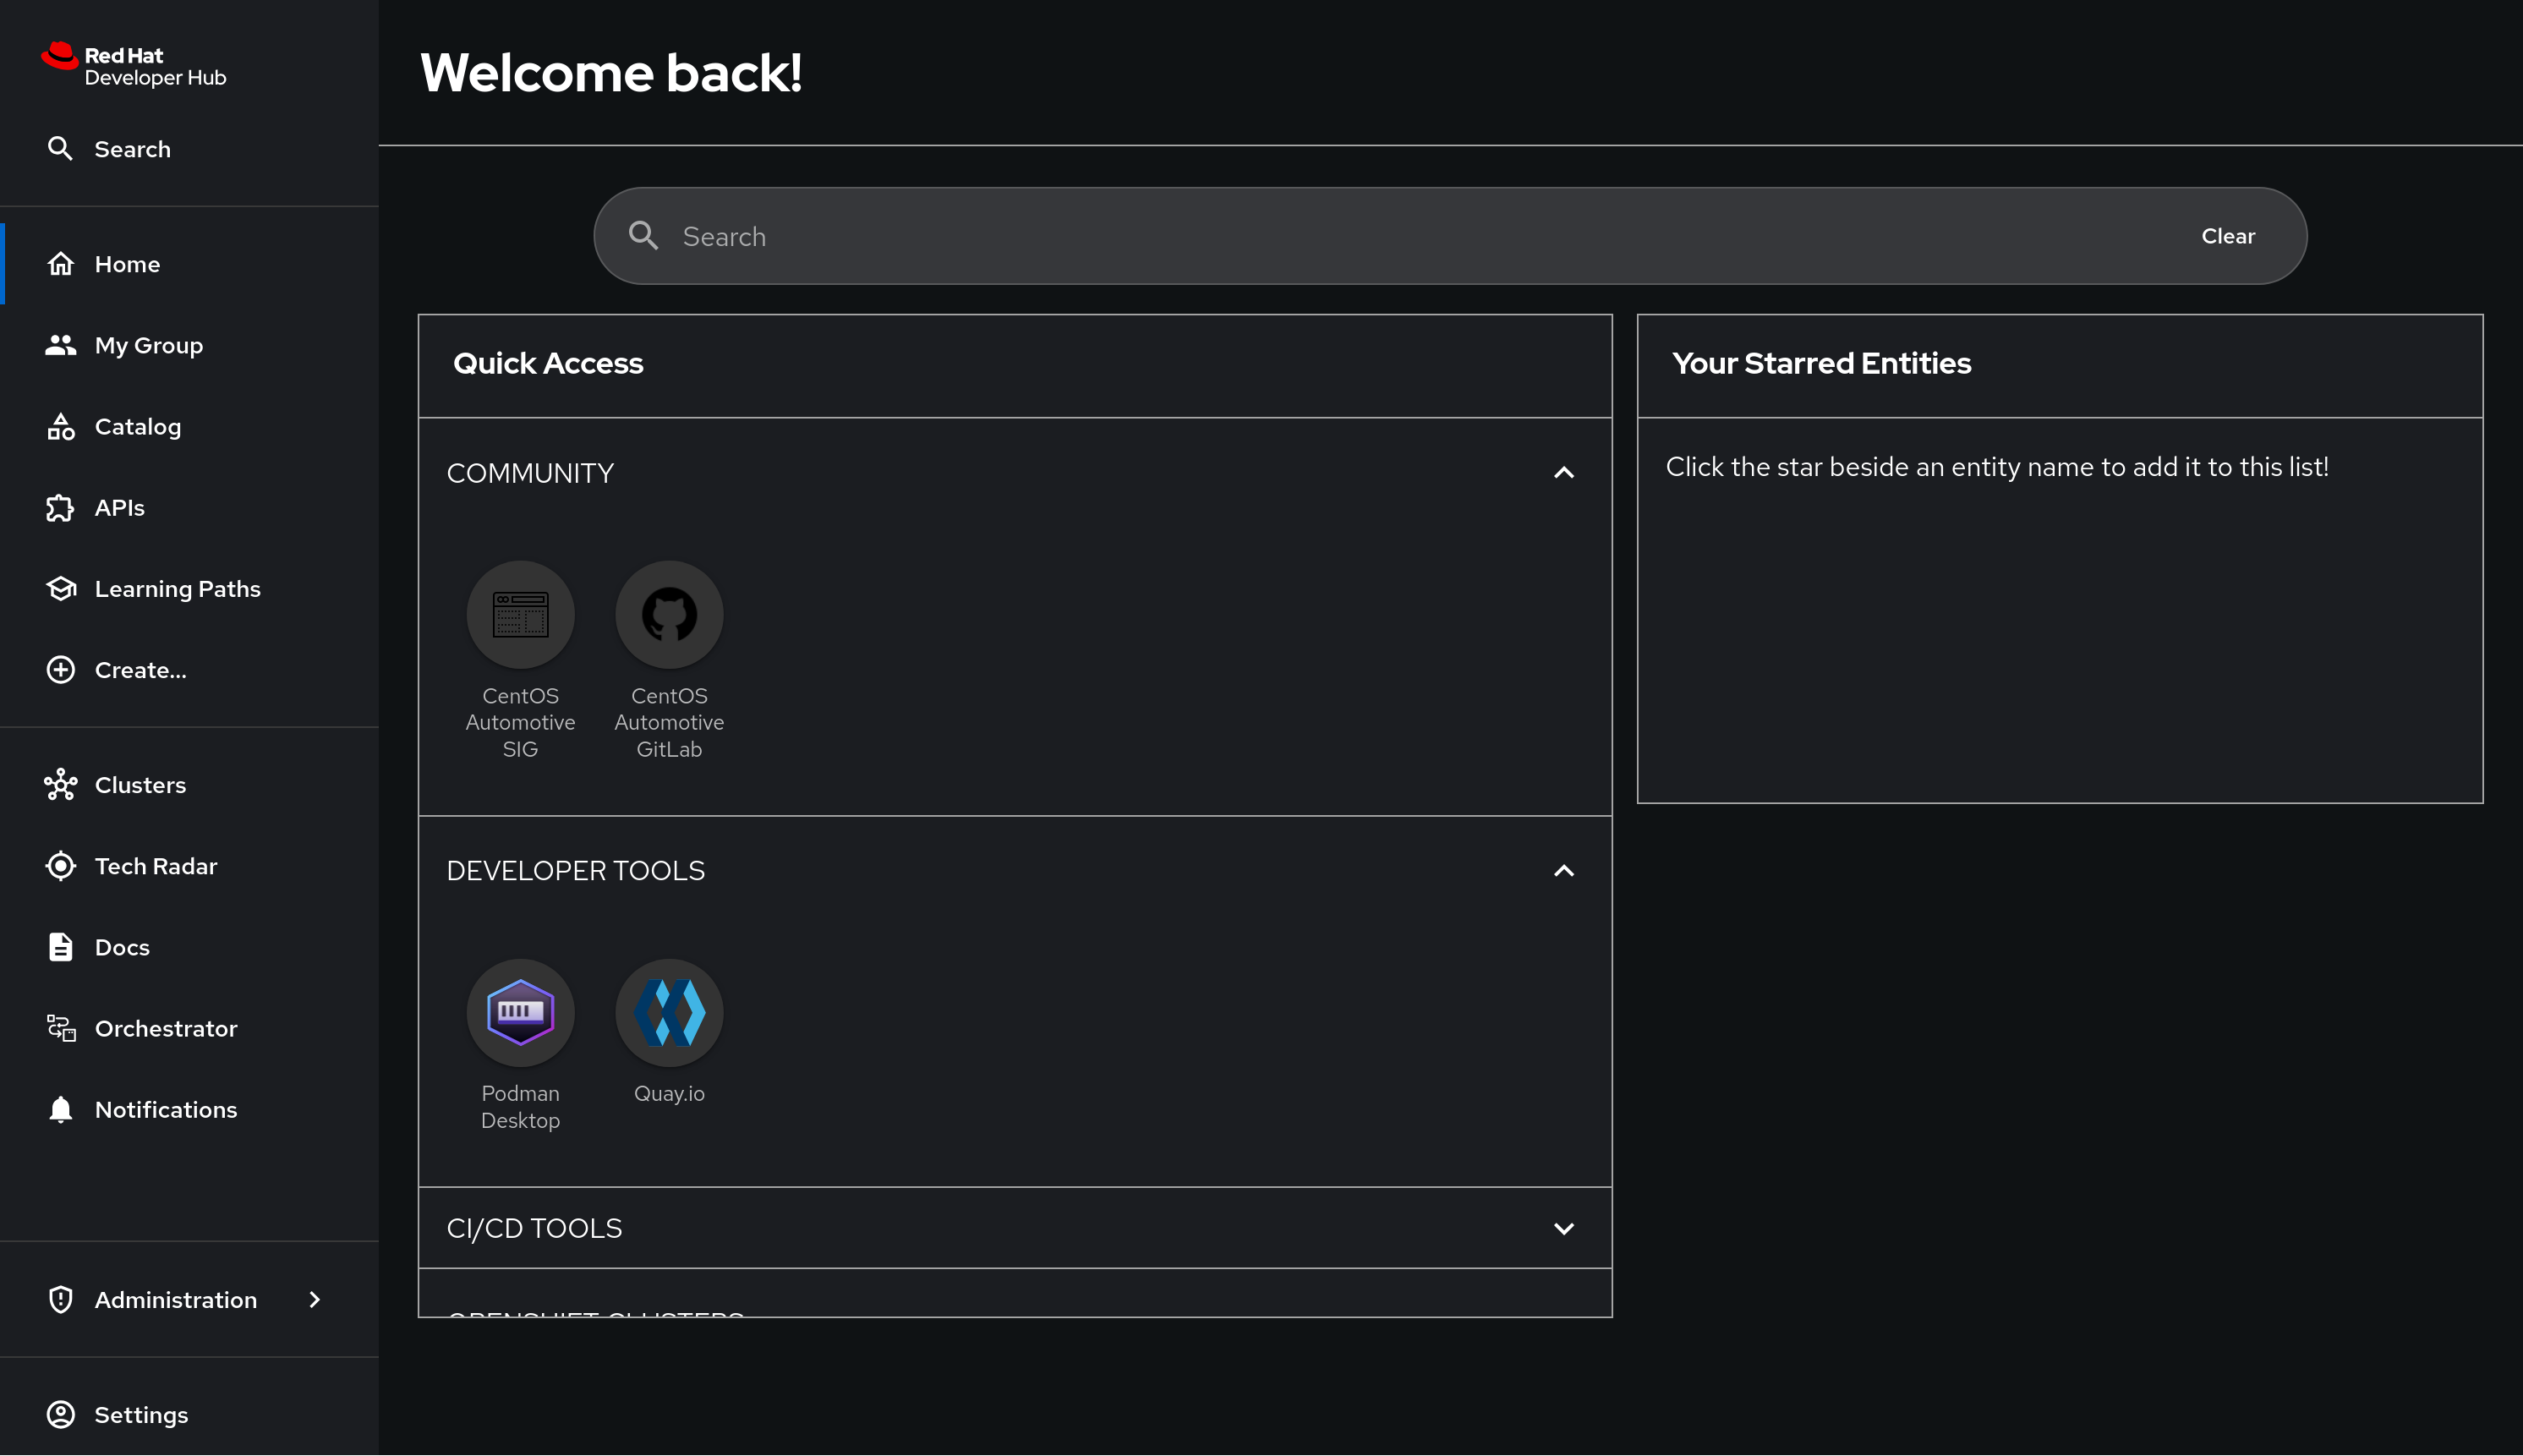 Red Hat
Developer Hub
Search
Home
My Group
Catalog
APIs
Learning Paths
Create...
Clusters
Tech Radar
Docs
Orchestrator
Notifications
Administration
Settings
Welcome back!
Search
Clear
Quick Access
COMMUNITY
CentOS
Automotive
SIG
CentOS
Automotive
GitLab
DEVELOPER TOOLS
Podman
Desktop
Quay.io
CI/CD TOOLS
OPENSHIFT CLUSTERS
Your Starred Entities
Click the star beside an entity name to add it to this list!